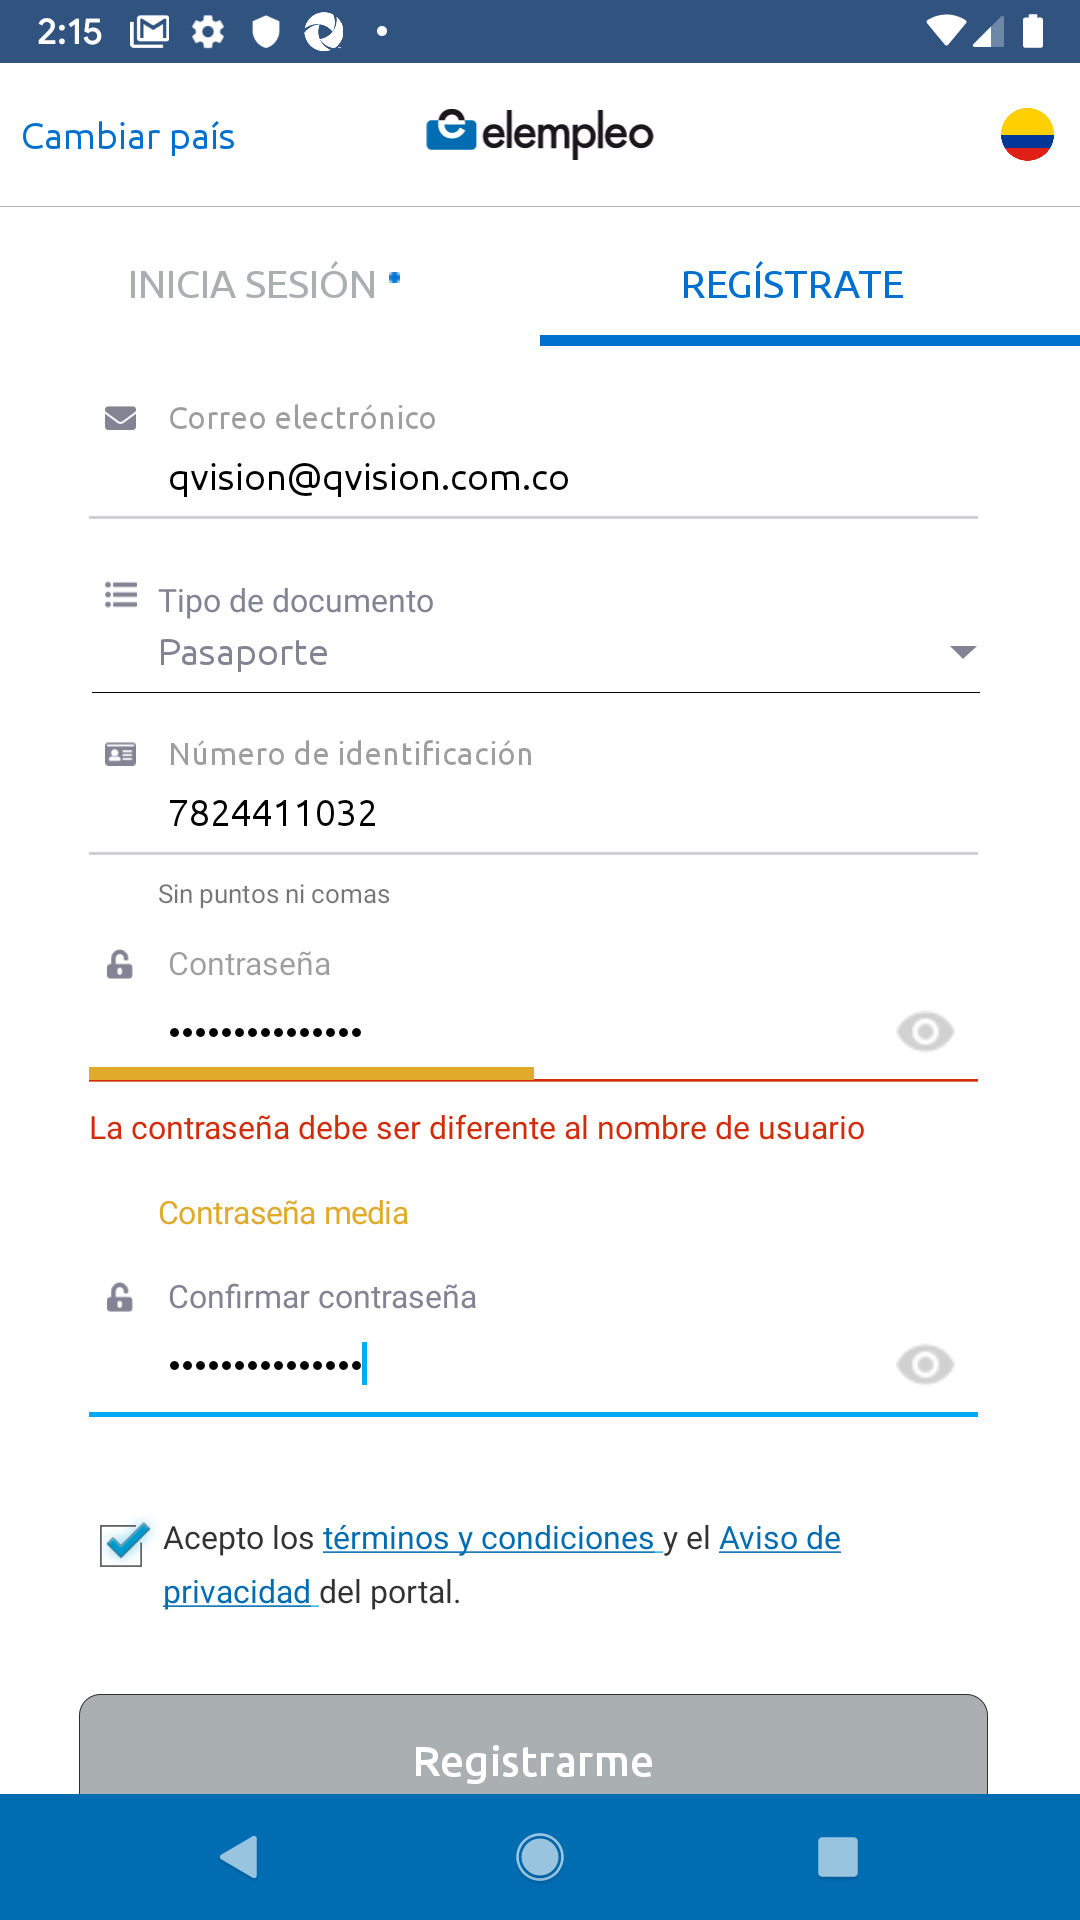 2:15
Cambiar país
elempleo
INICIA SESIÓN
REGÍSTRATE
Correo electrónico
qvision@qvision.com.co
Tipo de documento
Pasaporte
Número de identificación
7824411032
Sin puntos ni comas
Contraseña
•••••••••••••••
La contraseña debe ser diferente al nombre de usuario
Contraseña media
Confirmar contraseña
•••••••••••••••
Acepto los términos y condiciones y el Aviso de
privacidad del portal.
Registrarme